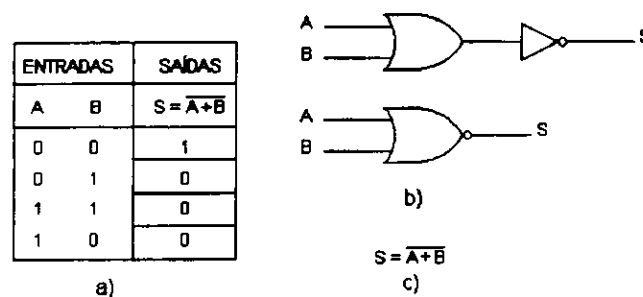 ENTRADAS SAÍDAS
A B S = A+B
0 0 1
0 1 0
1 1 0
1 0 0
a)
A
B
S
A
B
S
b)
S = A+B
c)